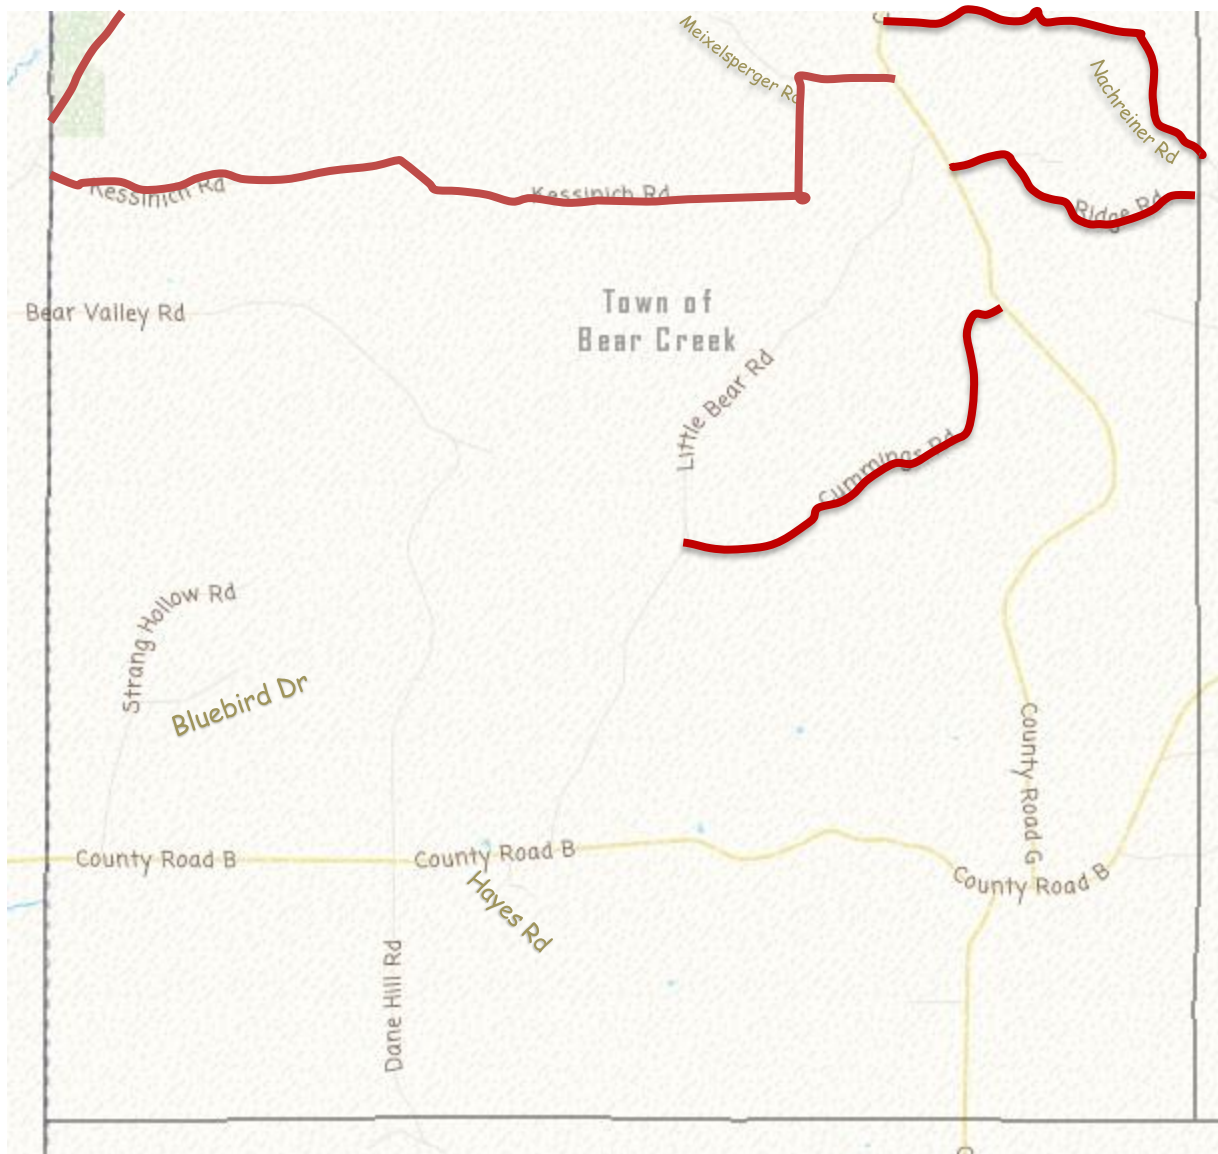 Meixelsperger Rd
Nachreiner Rd
Kessinich Rd
Kessinich Rd
Ridge Rd
Bear Valley Rd
Town of
Bear Creek
Little Bear Rd
Cummings Rd
Strang Hollow Rd
Bluebird Dr
County Road G
County Road B
County Road B
County Road B
Hayes Rd
Dane Hill Rd